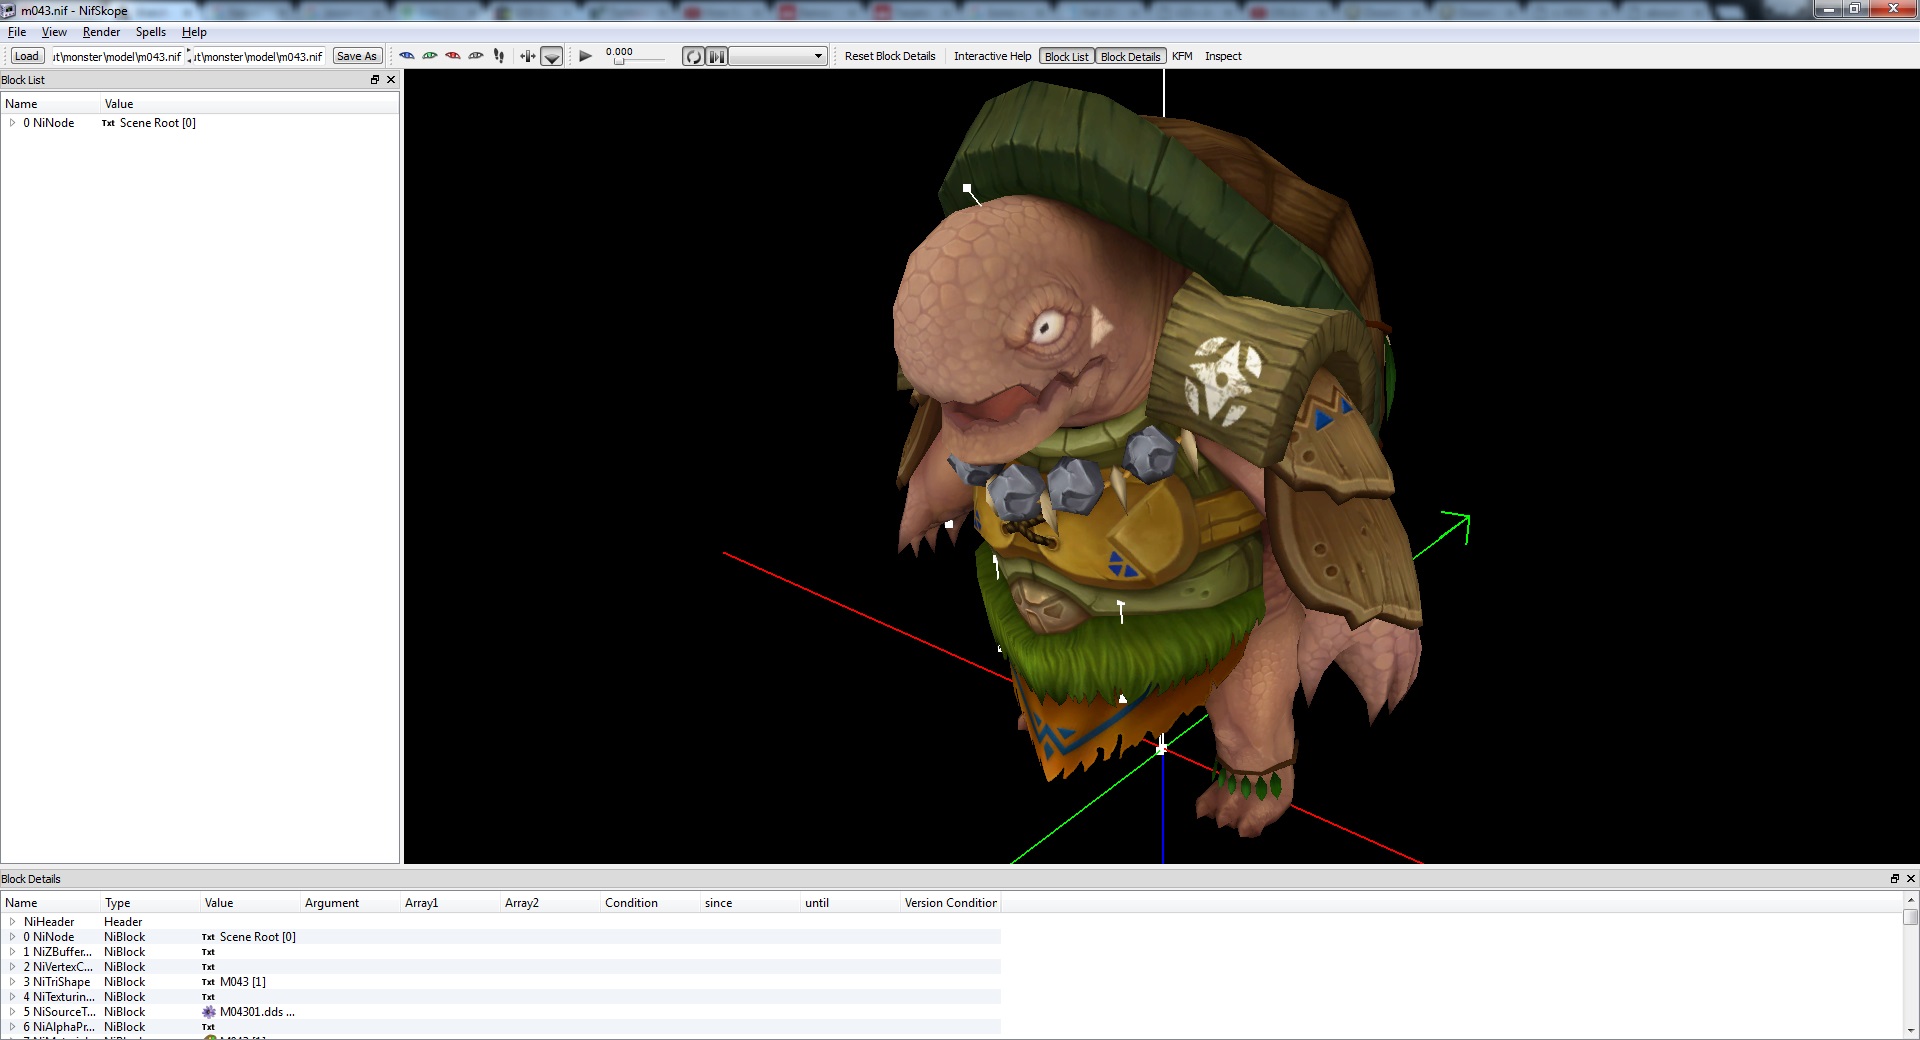 m043.nif - NifSkope
File View Render Spells Help
Load ıt\monster\model\m043.nif ıt\monster\model\m043.nif Save As 0.000 Reset Block Details Interactive Help Block List Block Details KFM Inspect
Block List
Name Value
0 NiNode Txt Scene Root [0]
Block Details
Name Type Value Argument Array1 Array2 Condition since until Version Condition
NiHeader Header
0 NiNode NiBlock Txt Scene Root [0]
1 NiZBuffer... NiBlock Txt
2 NiVertexC... NiBlock Txt
3 NiTriShape NiBlock Txt M043 [1]
4 NiTexturin... NiBlock Txt
5 NiSourceT... NiBlock M04301.dds ...
6 NiAlphaPr... NiBlock Txt